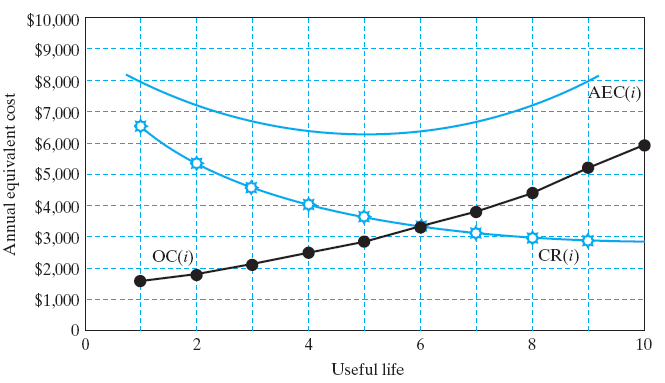 Annual equivalent cost
$10,000
$9,000
$8,000
$7,000
$6,000
$5,000
$4,000
$3,000
$2,000
$1,000
0
AEC(i)
OC(i)
CR(i)
0 2 4 6 8 10
Useful life